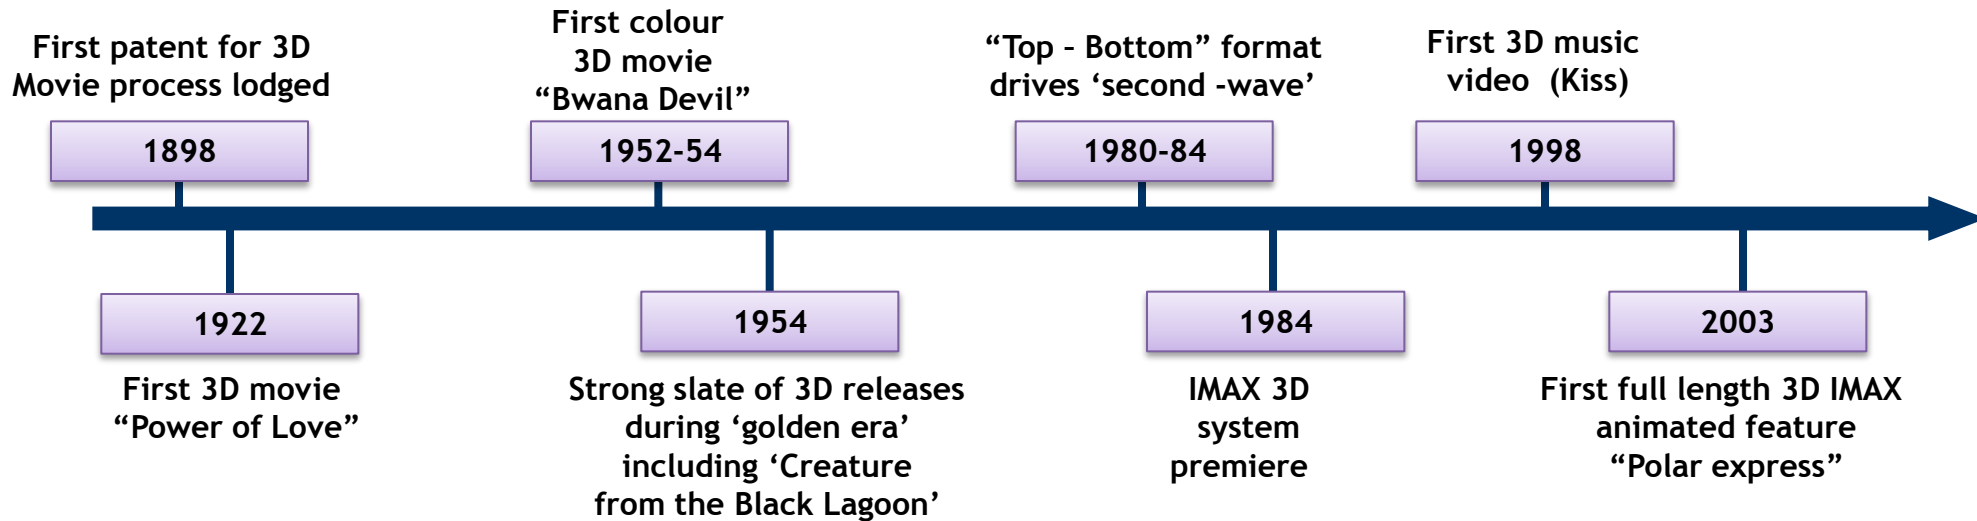 First patent for 3D
Movie process lodged
1898
First colour
3D movie
“Bwana Devil”
1952-54
“Top – Bottom” format
drives ‘second -wave’
1980-84
First 3D music
video  (Kiss)
1998
1922
First 3D movie
“Power of Love”
1954
Strong slate of 3D releases
during ‘golden era’
including ‘Creature
from the Black Lagoon’
1984
IMAX 3D
system
premiere
2003
First full length 3D IMAX
animated feature
“Polar express”